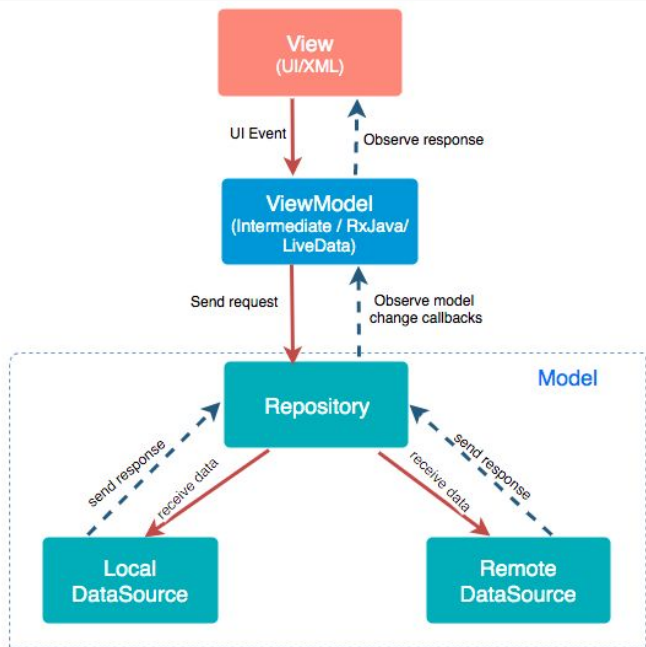 View
(UI/XML)
UI Event
Observe response
ViewModel
(Intermediate / RxJava/
LiveData)
Send request
Observe model
change callbacks
Model
Repository
send response
receive data
receive data
send response
Local
DataSource
Remote
DataSource